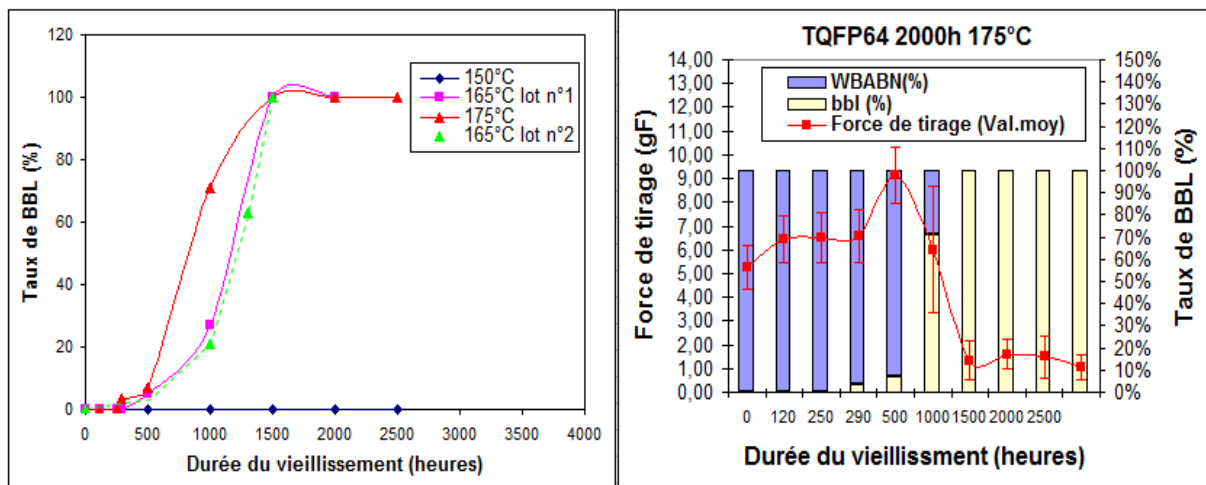 120
100
80
60
40
20
0
Taux de BBL (%)
150°C
165°C lot n°1
175°C
165°C lot n°2
0 500 1000 1500 2000 2500 3000 3500 4000
Durée du vieillissement (heures)
TQFP64 2000h 175°C
14,00
13,00
12,00
11,00
10,00
9,00
8,00
7,00
6,00
5,00
4,00
3,00
2,00
1,00
0,00
Force de tirage (gF)
WBABN(%)
bbl (%)
Force de tirage (Val.moy)
150%
140%
130%
120%
110%
100%
90%
80%
70%
60%
50%
40%
30%
20%
10%
0%
Taux de BBL (%)
0 120 250 290 500 1000 1500 2000 2500
Durée du vieillissment (heures)